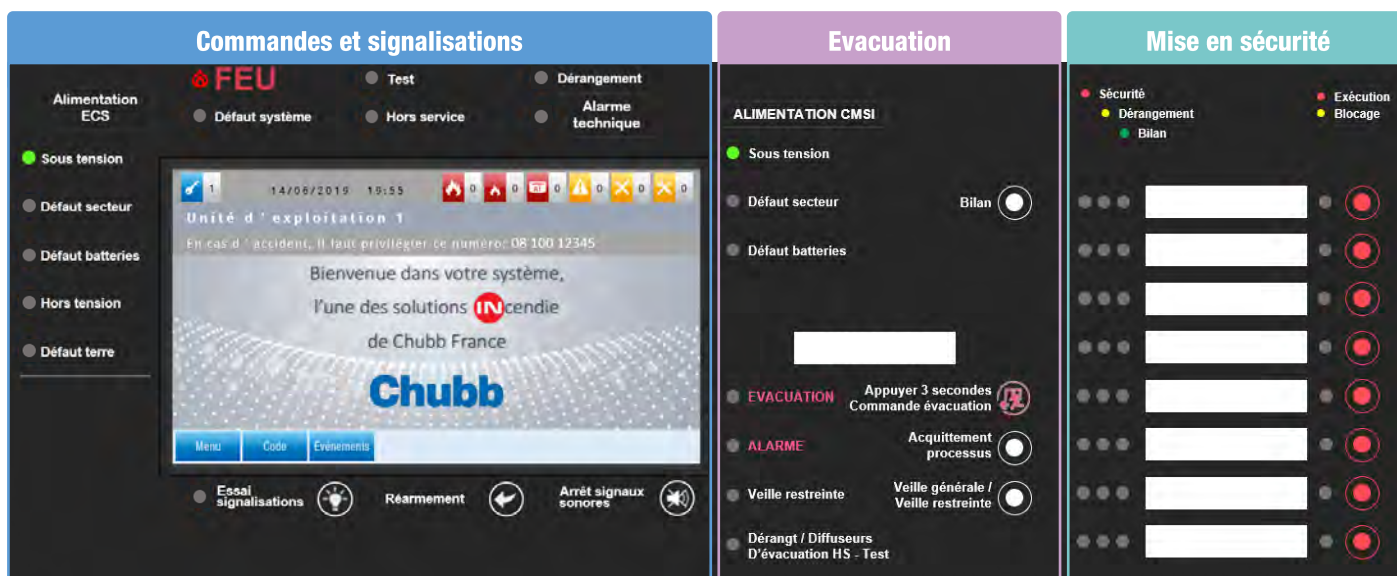 Commandes et signalisations
Evacuation
Mise en sécurité
Alimentation
ECS
FEU
Test
Dérangement
Défaut système
Hors service
Alarme
technique
Sous tension
Défaut secteur
Défaut batteries
Hors tension
Défaut terre
1
14/06/2019 19:55
0
0
0
0
0
0
Unité d'exploitation 1
En cas d'accident, il faut privilégier ce numéro: 08 100 12345
Bienvenue dans votre système,
l'une des solutions INcendie
de Chubb France
Chubb
Menu
Code
Evénements
Essai
signalisations
Réarmement
Arrêt signaux
sonores
ALIMENTATION CMSI
Sous tension
Défaut secteur
Bilan
Défaut batteries
EVACUATION
Appuyer 3 secondes
Commande évacuation
ALARME
Acquittement
processus
Veille restreinte
Veille générale /
Veille restreinte
Dérangt / Diffuseurs
D'évacuation HS - Test
Sécurité
Dérangement
Bilan
Exécution
Blocage